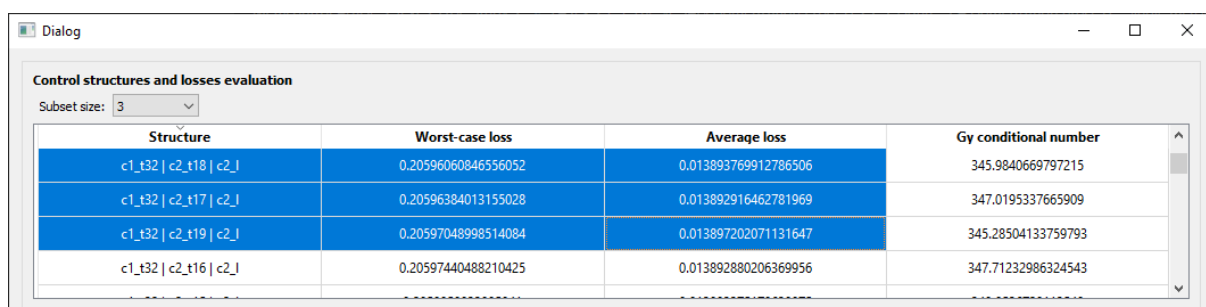 Dialog
Control structures and losses evaluation
Subset size: 3
Structure Worst-case loss Average loss Gy conditional number
c1_t32 | c2_t18 | c2_l 0.20596060846556052 0.013893769912786506 345.9840669797215
c1_t32 | c2_t17 | c2_l 0.20596384013155028 0.013892916462781969 347.0195337665909
c1_t32 | c2_t19 | c2_l 0.20597048998514084 0.013897202071131647 345.28504133759793
c1_t32 | c2_t16 | c2_l 0.20597440488210425 0.013892880206369956 347.71232986324543